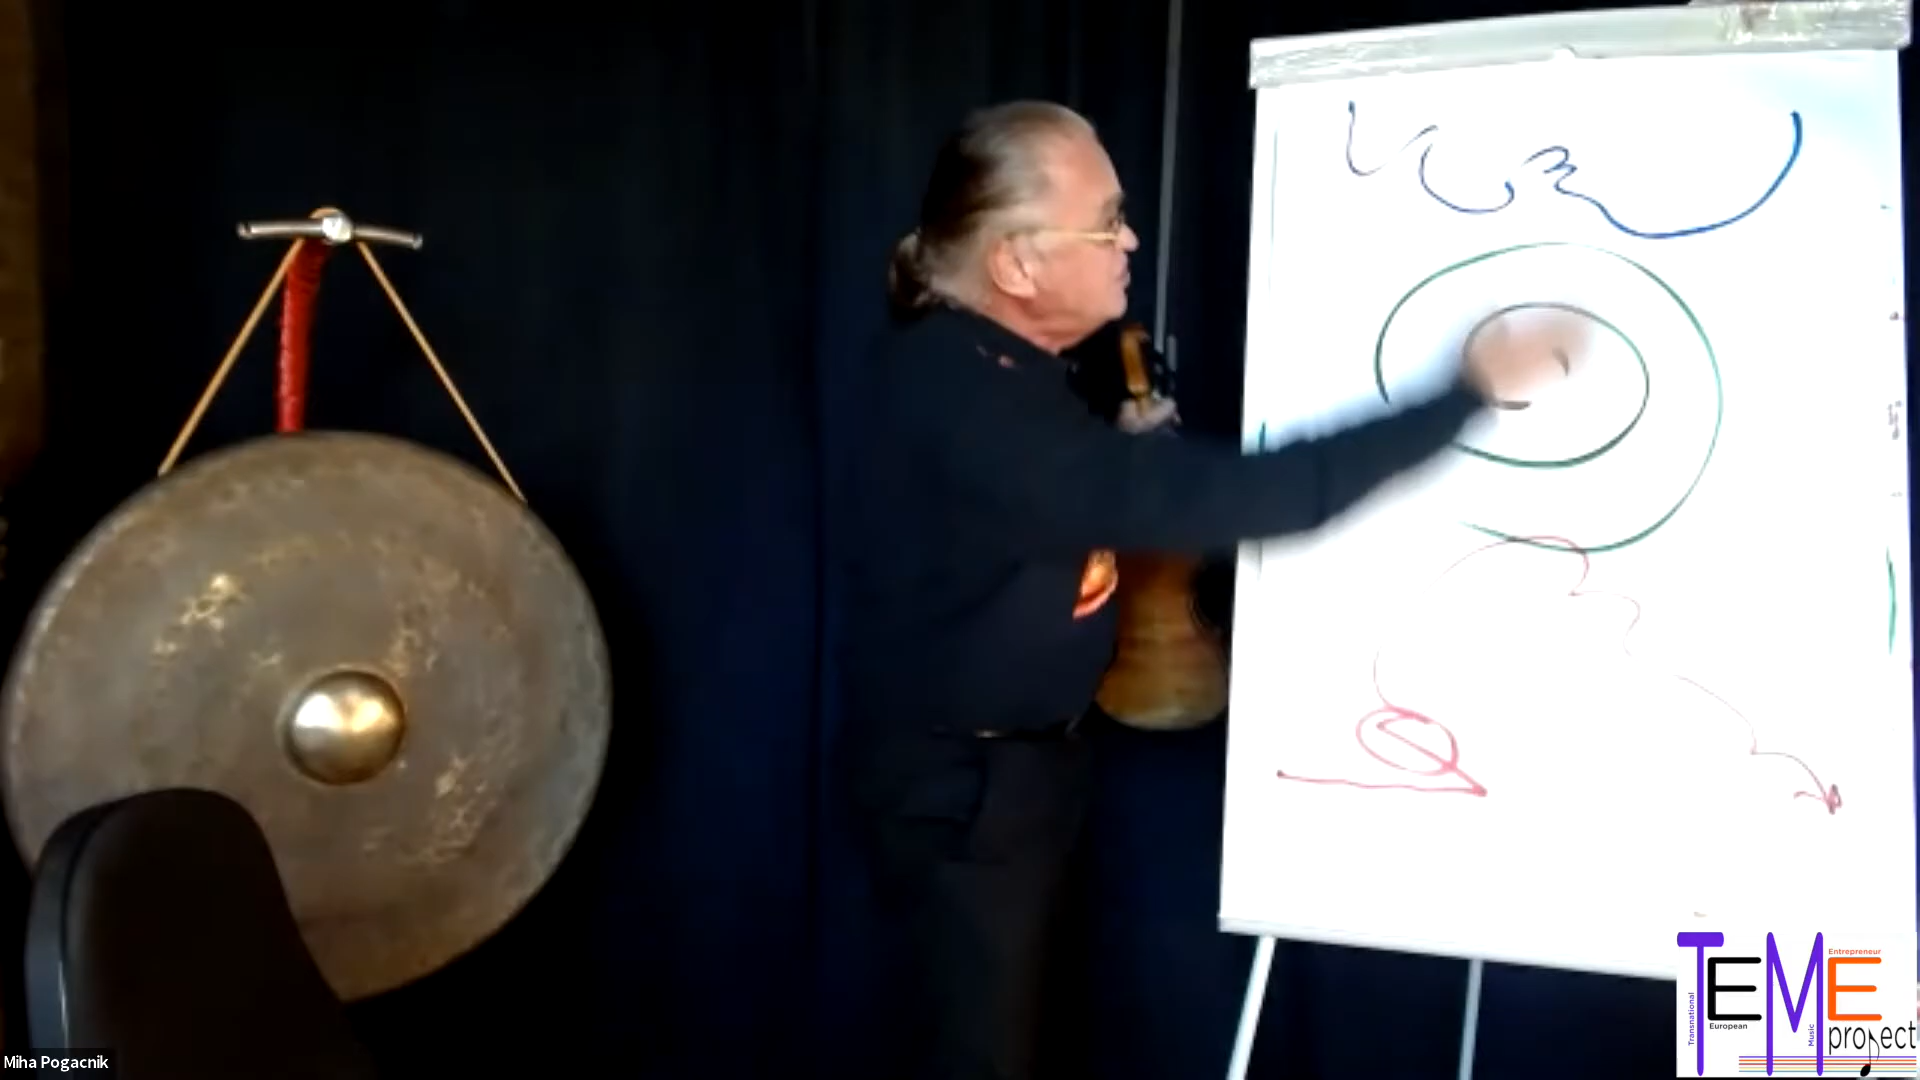 Miha Pogacnik
TEME
Transnational
European
Music
Entrepreneur
project